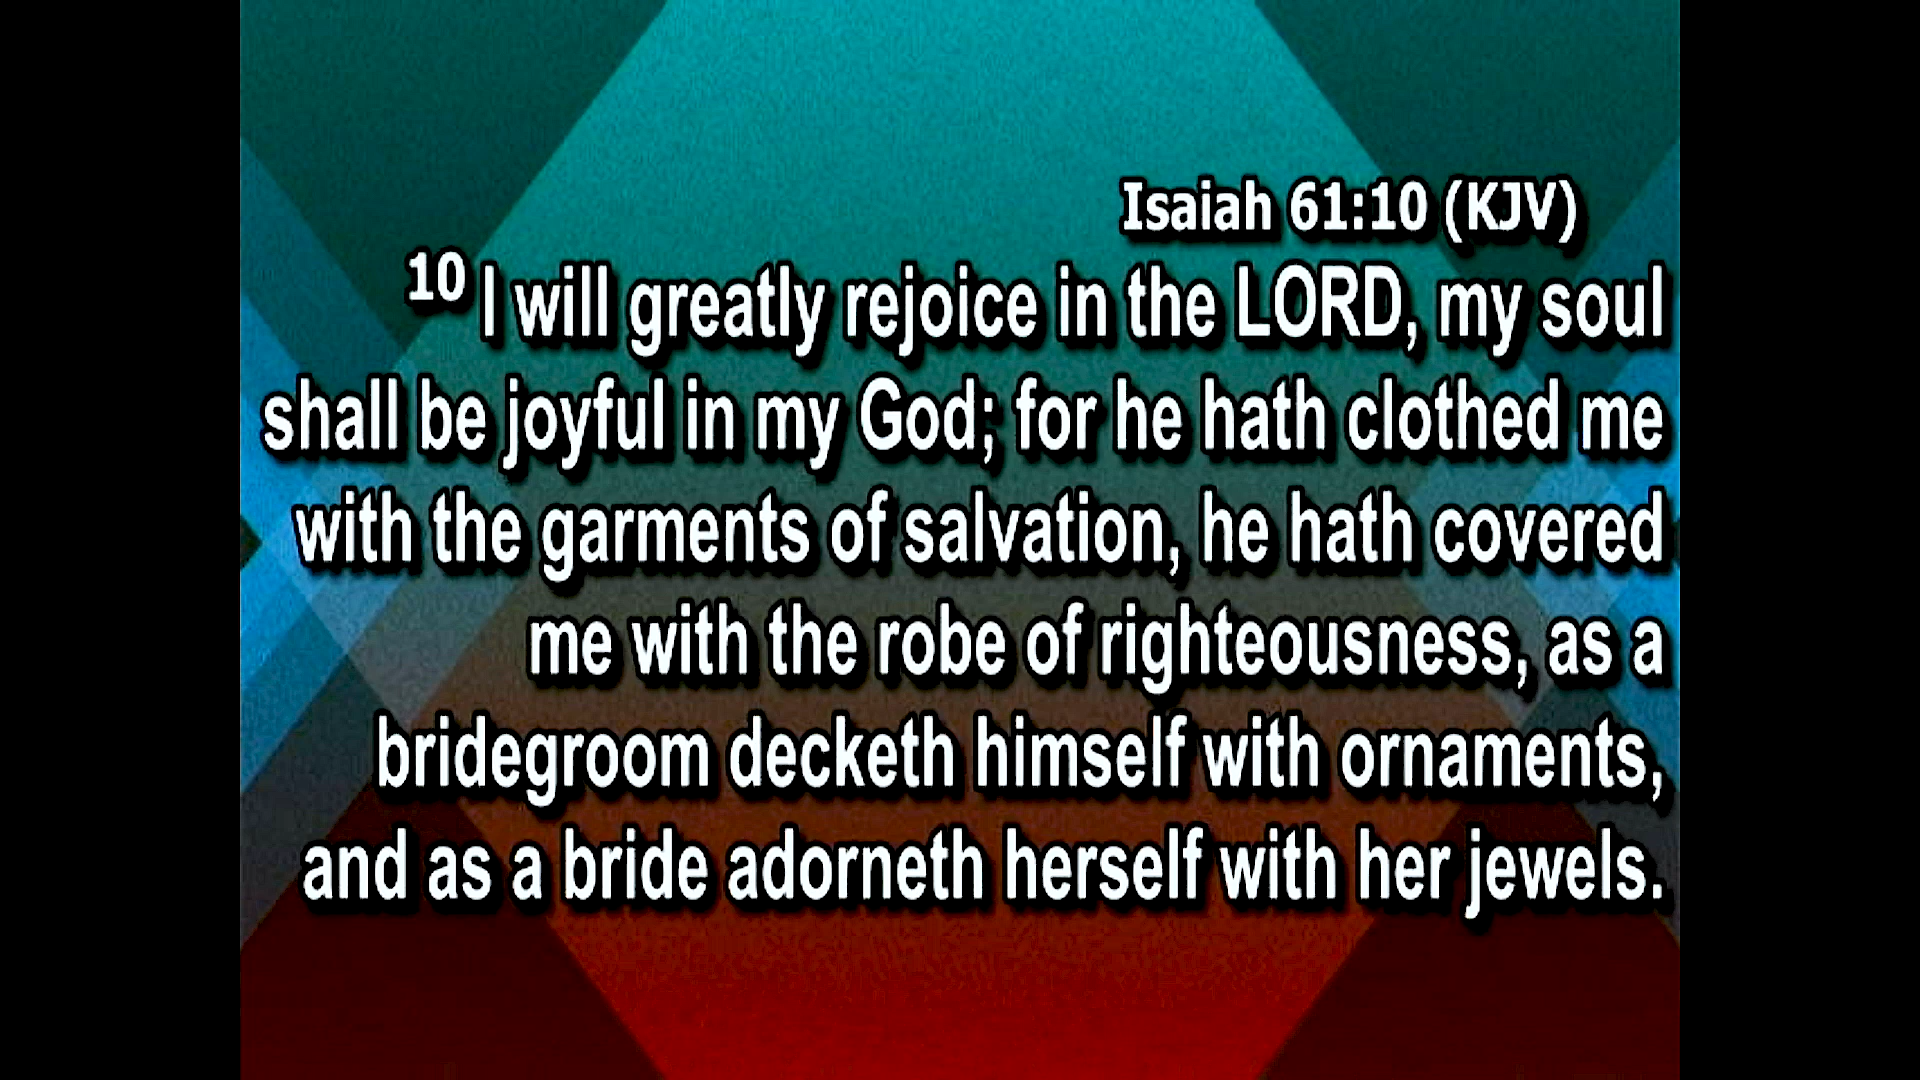 Isaiah 61:10 (KJV)
10 I will greatly rejoice in the LORD, my soul
shall be joyful in my God; for he hath clothed me
with the garments of salvation, he hath covered
me with the robe of righteousness, as a
bridegroom decketh himself with ornaments,
and as a bride adorneth herself with her jewels.